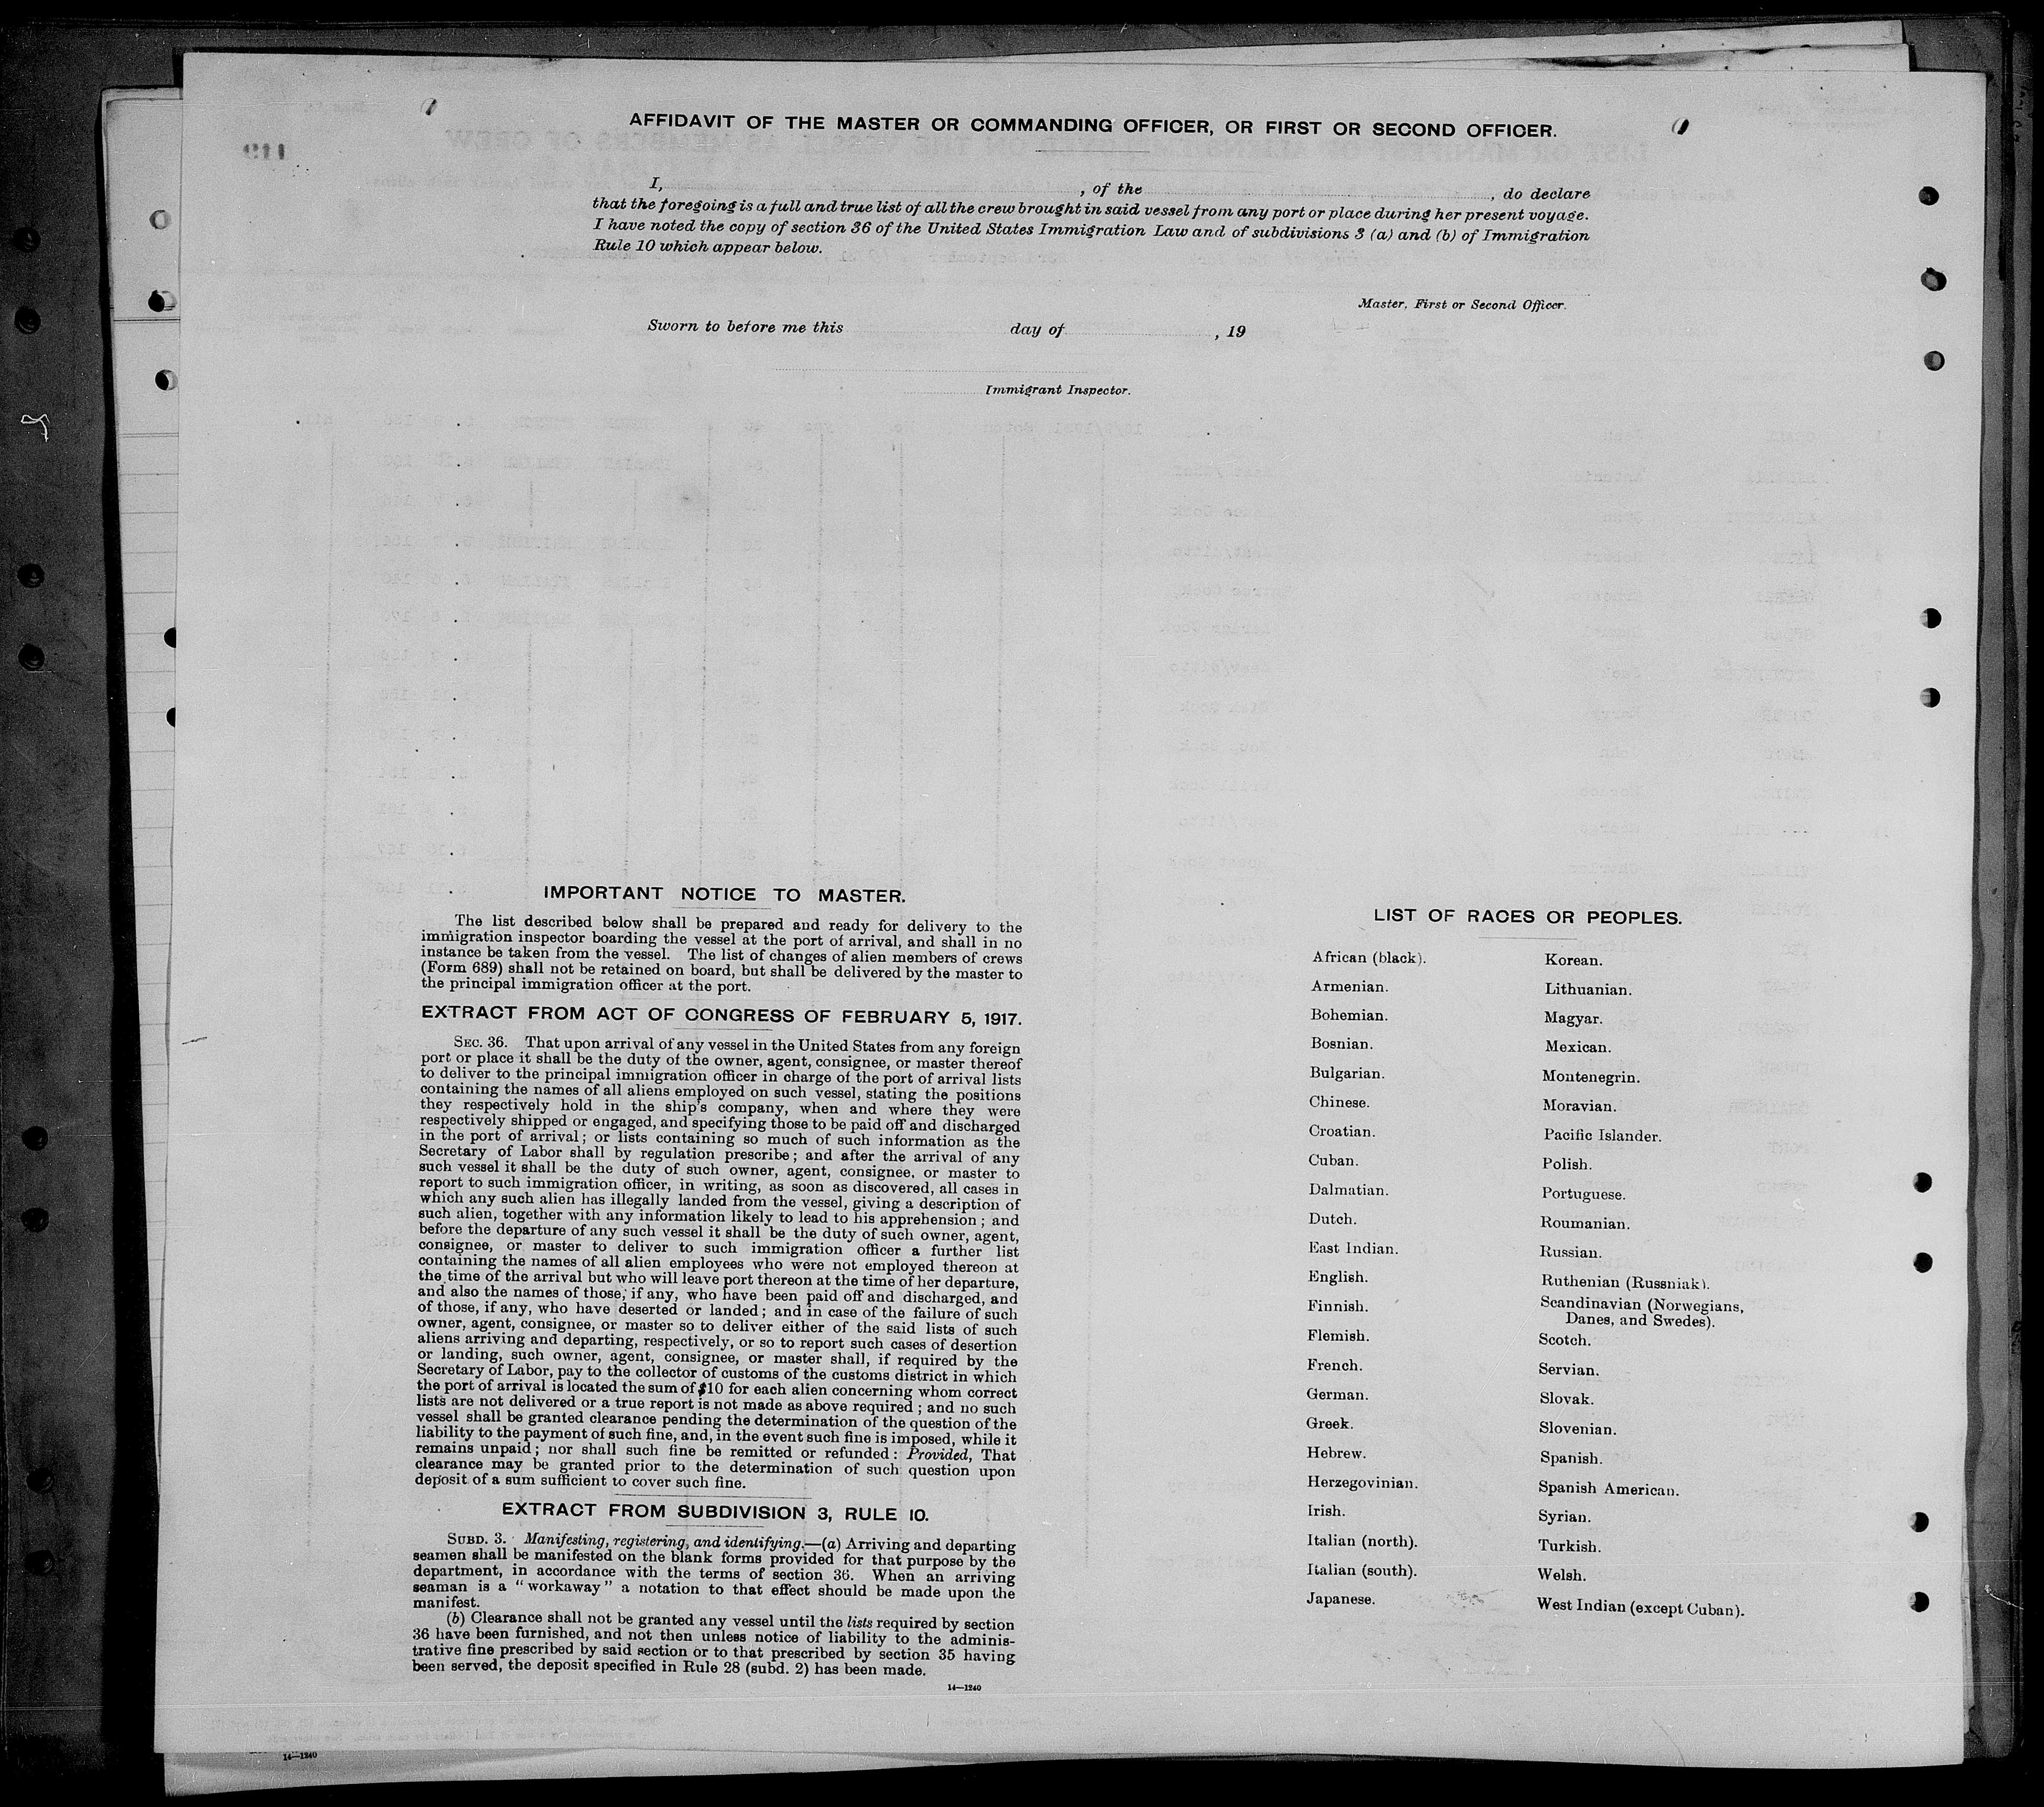 AFFIDAVIT OF THE MASTER OR COMMANDING OFFICER, OR FIRST OR SECOND OFFICER.
I, , of the , do declare
that the foregoing is a full and true list of all the crew brought in said vessel from any port or place during her present voyage.
I have noted the copy of section 36 of the United States Immigration Law and of subdivisions 3 (a) and (b) of Immigration
Rule 10 which appear below.
Master, First or Second Officer.
Sworn to before me this day of , 19
Immigrant Inspector.
IMPORTANT NOTICE TO MASTER.
The list described below shall be prepared and ready for delivery to the
immigration inspector boarding the vessel at the port of arrival, and shall in no
instance be taken from the vessel. The list of changes of alien members of crews
(Form 689) shall not be retained on board, but shall be delivered by the master to
the principal immigration officer at the port.
EXTRACT FROM ACT OF CONGRESS OF FEBRUARY 5, 1917.
SEC. 36. That upon arrival of any vessel in the United States from any foreign
port or place it shall be the duty of the owner, agent, consignee, or master thereof
to deliver to the principal immigration officer in charge of the port of arrival lists
containing the names of all aliens employed on such vessel, stating the positions
they respectively hold in the ship's company, when and where they were
respectively shipped or engaged, and specifying those to be paid off and discharged
in the port of arrival; or lists containing so much of such information as the
Secretary of Labor shall by regulation prescribe; and after the arrival of any
such vessel it shall be the duty of such owner, agent, consignee, or master to
report to such immigration officer, in writing, as soon as discovered, all cases in
which any such alien has illegally landed from the vessel, giving a description of
such alien, together with any information likely to lead to his apprehension; and
before the departure of any such vessel it shall be the duty of such owner, agent,
consignee, or master to deliver to such immigration officer a further list
containing the names of all alien employees who were not employed thereon at
the time of the arrival but who will leave port thereon at the time of her departure,
and also the names of those, if any, who have been paid off and discharged, and
of those, if any, who have deserted or landed; and in case of the failure of such
owner, agent, consignee, or master so to deliver either of the said lists of such
aliens arriving and departing, respectively, or so to report such cases of desertion
or landing, such owner, agent, consignee, or master shall, if required by the
Secretary of Labor, pay to the collector of customs of the customs district in which
the port of arrival is located the sum of $10 for each alien concerning whom correct
lists are not delivered or a true report is not made as above required; and no such
vessel shall be granted clearance pending the determination of the question of the
liability to the payment of such fine, and, in the event such fine is imposed, while it
remains unpaid; nor shall such fine be remitted or refunded: Provided, That
clearance may be granted prior to the determination of such question upon
deposit of a sum sufficient to cover such fine.
EXTRACT FROM SUBDIVISION 3, RULE 10.
SUBD. 3. Manifesting, registering, and identifying.—(a) Arriving and departing
seamen shall be manifested on the blank forms provided for that purpose by the
department, in accordance with the terms of section 36. When an arriving
seaman is a "workaway" a notation to that effect should be made upon the
manifest.
(b) Clearance shall not be granted any vessel until the lists required by section
36 have been furnished, and not then unless notice of liability to the adminis-
trative fine prescribed by said section or to that prescribed by section 35 having
been served, the deposit specified in Rule 28 (subd. 2) has been made.
14—1240
LIST OF RACES OR PEOPLES.
African (black).
Armenian.
Bohemian.
Bosnian.
Bulgarian.
Chinese.
Croatian.
Cuban.
Dalmatian.
Dutch.
East Indian.
English.
Finnish.
Flemish.
French.
German.
Greek.
Hebrew.
Herzegovinian.
Irish.
Italian (north).
Italian (south).
Japanese.
Korean.
Lithuanian.
Magyar.
Mexican.
Montenegrin.
Moravian.
Pacific Islander.
Polish.
Portuguese.
Roumanian.
Russian.
Ruthenian (Russniak).
Scandinavian (Norwegians,
Danes, and Swedes).
Scotch.
Servian.
Slovak.
Slovenian.
Spanish.
Spanish American.
Syrian.
Turkish.
Welsh.
West Indian (except Cuban).
14—1240